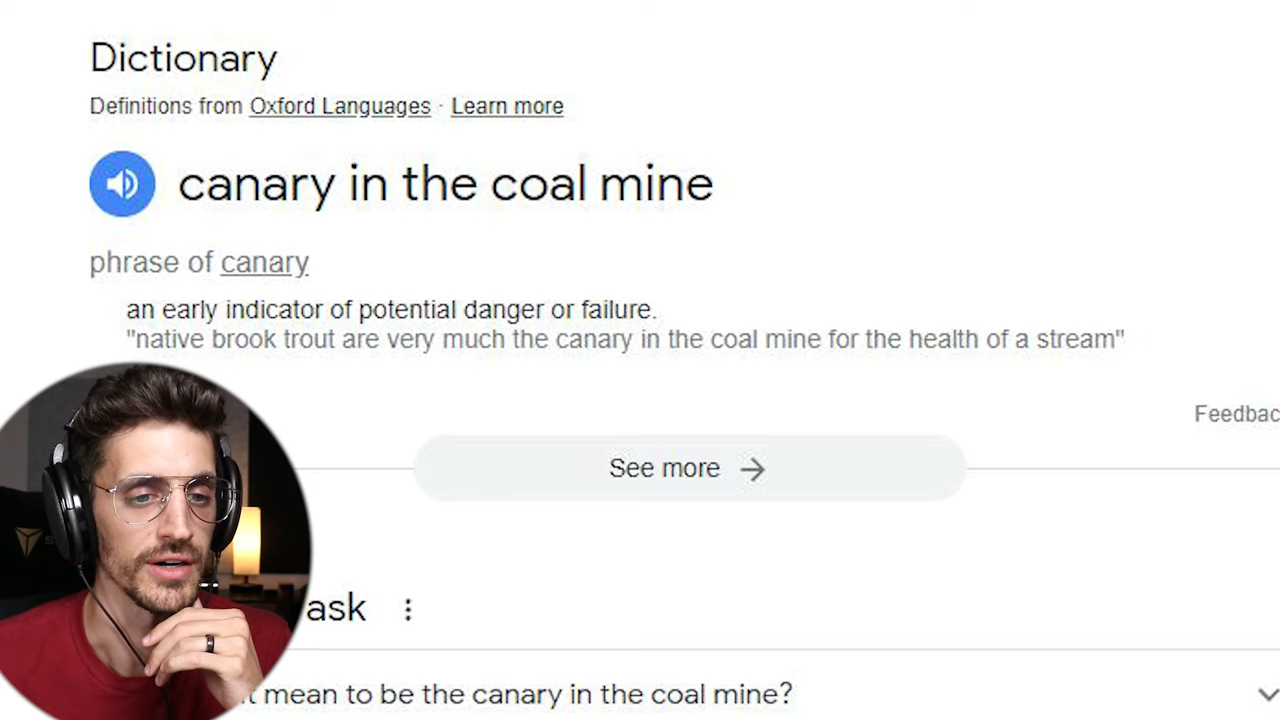 Dictionary
Definitions from Oxford Languages · Learn more
canary in the coal mine
phrase of canary
an early indicator of potential danger or failure.
"native brook trout are very much the canary in the coal mine for the health of a stream"
Feedbac
See more
ask
mean to be the canary in the coal mine?